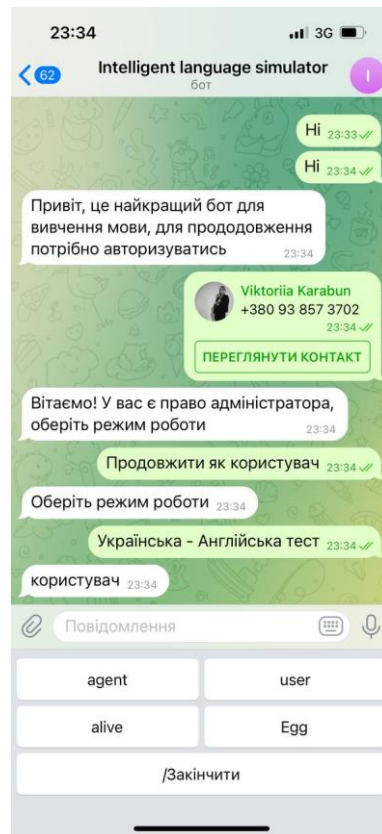 23:34
3G
62
Intelligent language simulator
бот
I
Hi 23:33
Hi 23:34
Привіт, це найкращий бот для
вивчення мови, для прододовження
потрібно авторизуватись 23:34
Viktoriia Karabun
+380 93 857 3702
23:34
ПЕРЕГЛЯНУТИ КОНТАКТ
Вітаємо! У вас є право адміністратора,
оберіть режим роботи 23:34
Продовжити як користувач 23:34
Оберіть режим роботи 23:34
Українська - Англійська тест 23:34
користувач 23:34
Повідомлення
agent user
alive Egg
/Закінчити